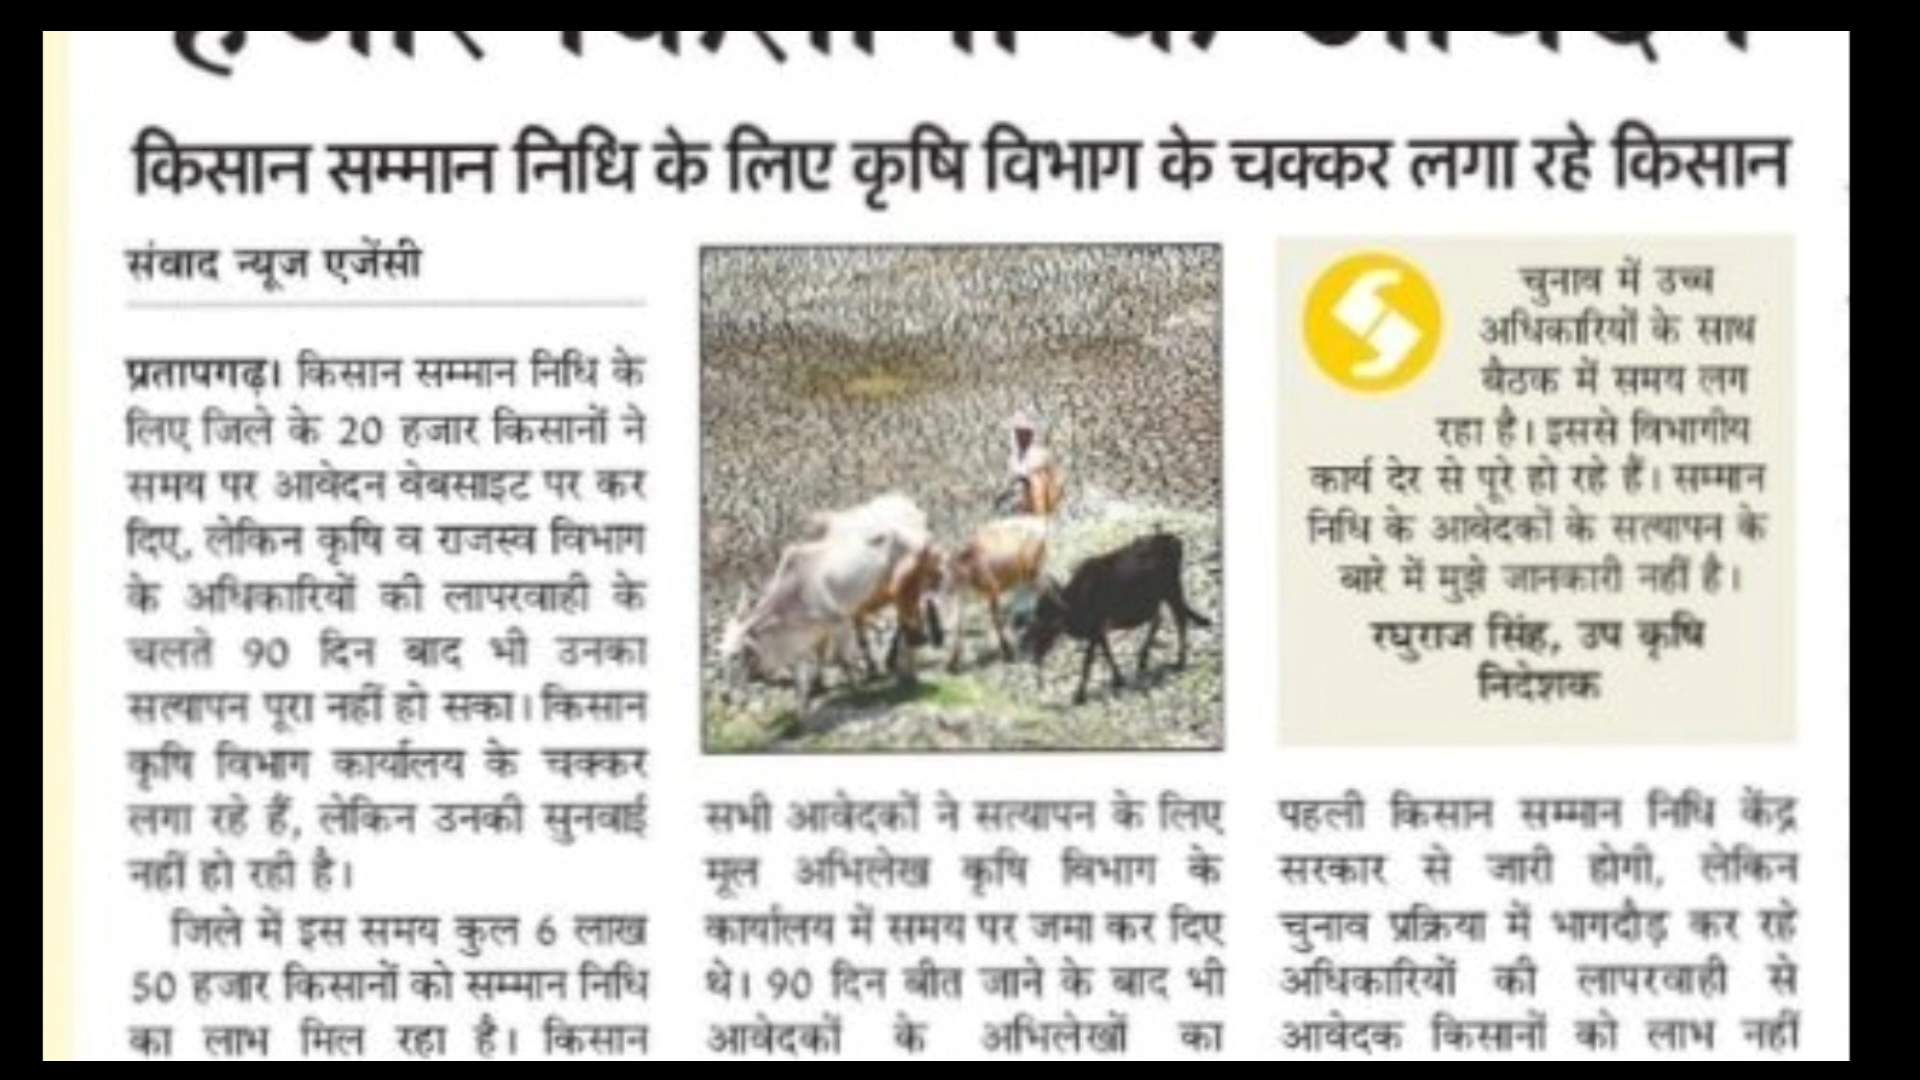 हजार किसानों के आवेदन
किसान सम्मान निधि के लिए कृषि विभाग के चक्कर लगा रहे किसान
संवाद न्यूज एजेंसी
प्रतापगढ़। किसान सम्मान निधि के
लिए जिले के 20 हजार किसानों ने
समय पर आवेदन वेबसाइट पर कर
दिए, लेकिन कृषि व राजस्व विभाग
के अधिकारियों की लापरवाही के
चलते 90 दिन बाद भी उनका
सत्यापन पूरा नहीं हो सका। किसान
कृषि विभाग कार्यालय के चक्कर
लगा रहे हैं, लेकिन उनकी सुनवाई
नहीं हो रही है।
जिले में इस समय कुल 6 लाख
50 हजार किसानों को सम्मान निधि
का लाभ मिल रहा है। किसान
सभी आवेदकों ने सत्यापन के लिए
मूल अभिलेख कृषि विभाग के
कार्यालय में समय पर जमा कर दिए
थे। 90 दिन बीत जाने के बाद भी
आवेदकों के अभिलेखों का
चुनाव में उच्च
अधिकारियों के साथ
बैठक में समय लग
रहा है। इससे विभागीय
कार्य देर से पूरे हो रहे हैं। सम्मान
निधि के आवेदकों के सत्यापन के
बारे में मुझे जानकारी नहीं है।
रघुराज सिंह, उप कृषि
निदेशक
पहली किसान सम्मान निधि केंद्र
सरकार से जारी होगी, लेकिन
चुनाव प्रक्रिया में भागदौड़ कर रहे
अधिकारियों की लापरवाही से
आवेदक किसानों को लाभ नहीं